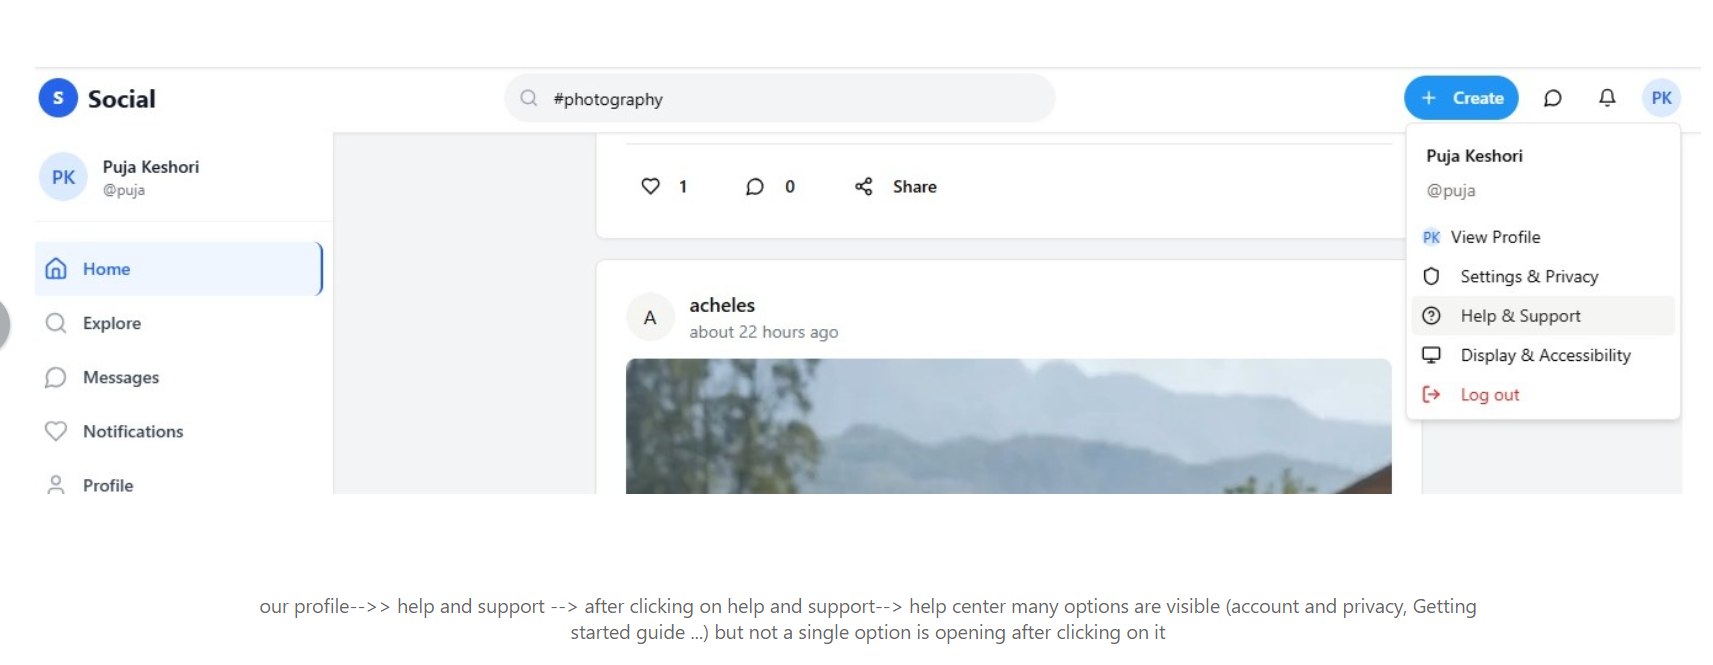 S Social
#photography
+ Create
PK
PK
Puja Keshori
@puja
Home
Explore
Messages
Notifications
Profile
1
0
Share
A
acheles
about 22 hours ago
Puja Keshori
@puja
PK View Profile
Settings & Privacy
Help & Support
Display & Accessibility
Log out
our profile-->> help and support --> after clicking on help and support--> help center many options are visible (account and privacy, Getting
started guide ...) but not a single option is opening after clicking on it